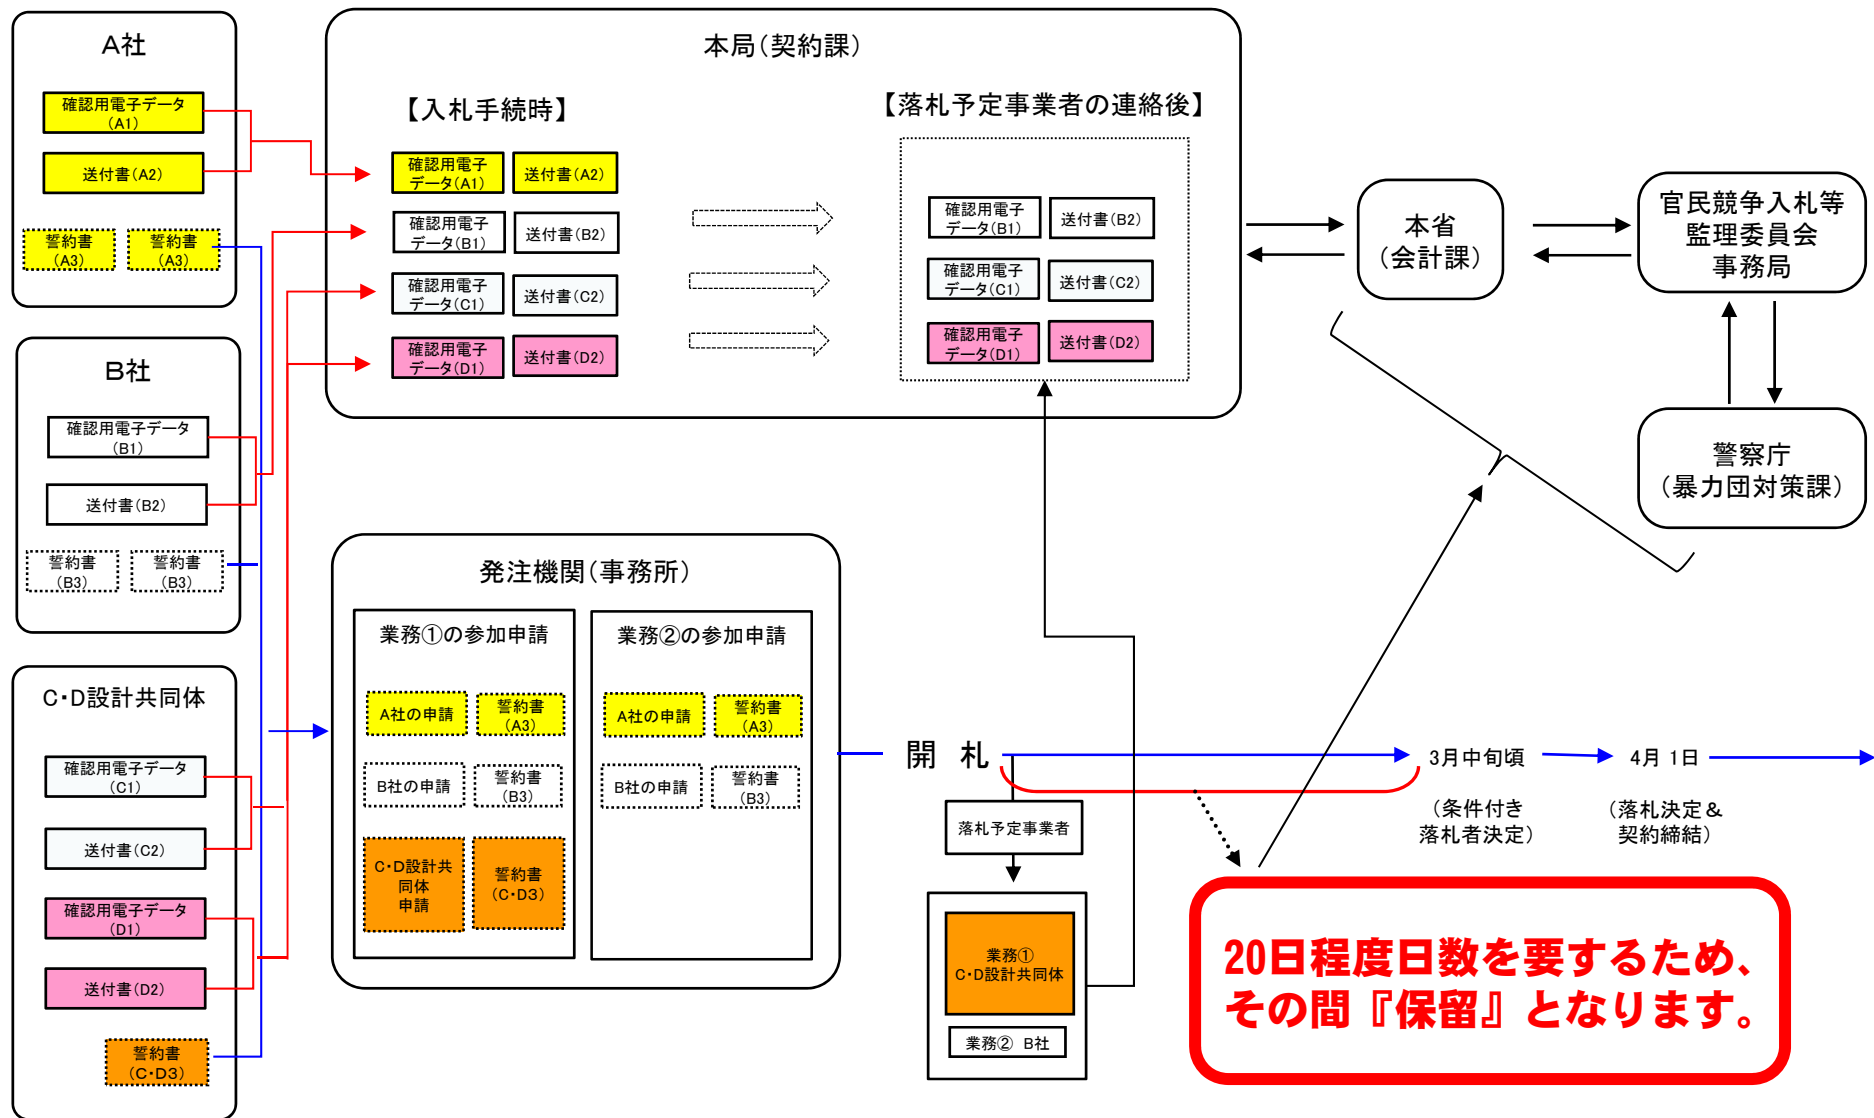 A社
確認用電子データ
(A1)
送付書(A2)
誓約書
(A3)
誓約書
(A3)
B社
確認用電子データ
(B1)
送付書(B2)
誓約書
(B3)
誓約書
(B3)
C・D設計共同体
確認用電子データ
(C1)
送付書(C2)
確認用電子データ
(D1)
送付書(D2)
誓約書
(C・D3)
本局(契約課)
【入札手続時】
確認用電子
データ(A1)
送付書(A2)
確認用電子
データ(B1)
送付書(B2)
確認用電子
データ(C1)
送付書(C2)
確認用電子
データ(D1)
送付書(D2)
【落札予定事業者の連絡後】
確認用電子
データ(B1)
送付書(B2)
確認用電子
データ(C1)
送付書(C2)
確認用電子
データ(D1)
送付書(D2)
本省
(会計課)
官民競争入札等
監理委員会
事務局
警察庁
(暴力団対策課)
発注機関(事務所)
業務①の参加申請
A社の申請
誓約書
(A3)
B社の申請
誓約書
(B3)
C・D設計共
同体
申請
誓約書
(C・D3)
業務②の参加申請
A社の申請
誓約書
(A3)
B社の申請
誓約書
(B3)
開 札
3月中旬頃
4月 1日
(条件付き
落札者決定)
(落札決定&
契約締結)
落札予定事業者
業務①
C・D設計共同体
業務② B社
20日程度日数を要するため、
その間『保留』となります。